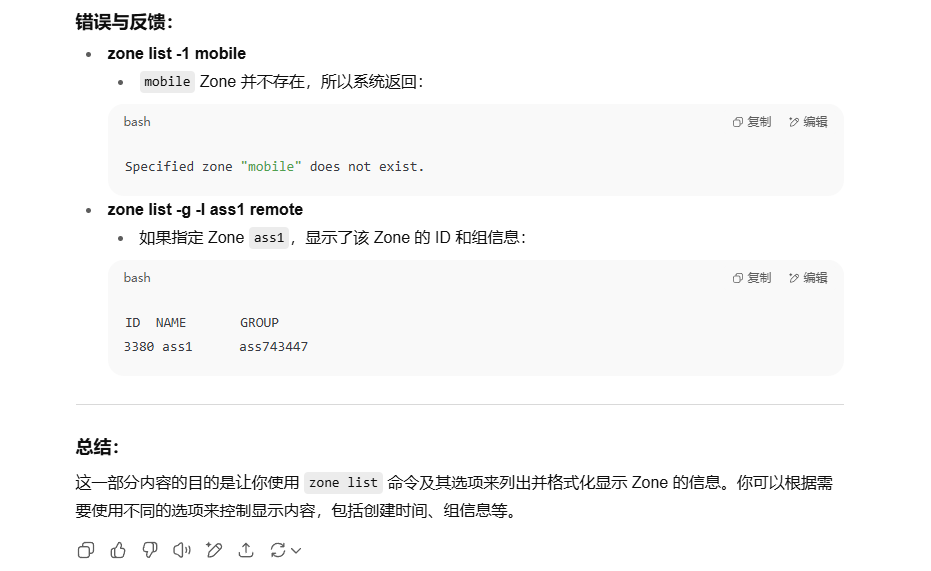 错误与反馈：
zone list -1 mobile
mobile Zone 并不存在，所以系统返回：
bash 复制 编辑
Specified zone "mobile" does not exist.
zone list -g -l ass1 remote
如果指定 Zone ass1，显示了该 Zone 的 ID 和组信息：
bash 复制 编辑
ID NAME GROUP
3380 ass1 ass743447
总结：
这一部分内容的目的是让你使用 zone list 命令及其选项来列出并格式化显示 Zone 的信息。你可以根据需
要使用不同的选项来控制显示内容，包括创建时间、组信息等。